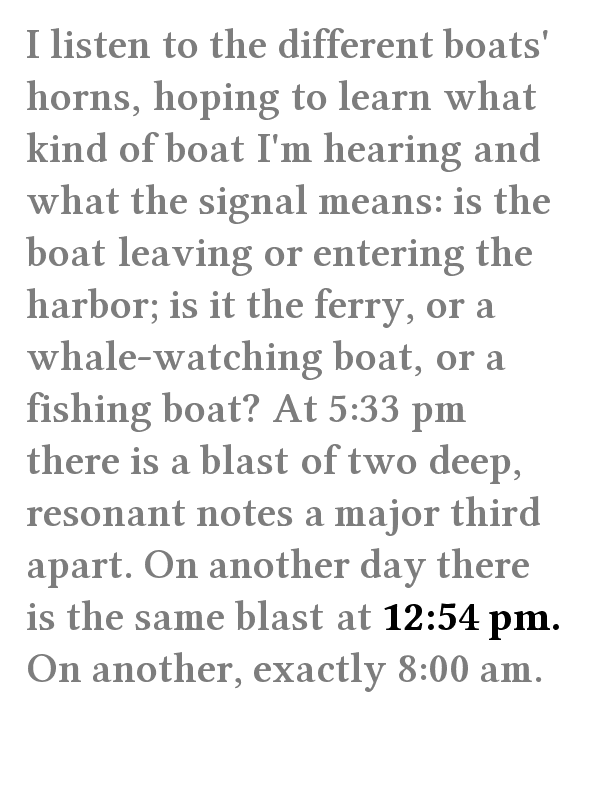 I listen to the different boats'
horns, hoping to learn what
kind of boat I'm hearing and
what the signal means: is the
boat leaving or entering the
harbor; is it the ferry, or a
whale-watching boat, or a
fishing boat? At 5:33 pm
there is a blast of two deep,
resonant notes a major third
apart. On another day there
is the same blast at 12:54 pm.
On another, exactly 8:00 am.